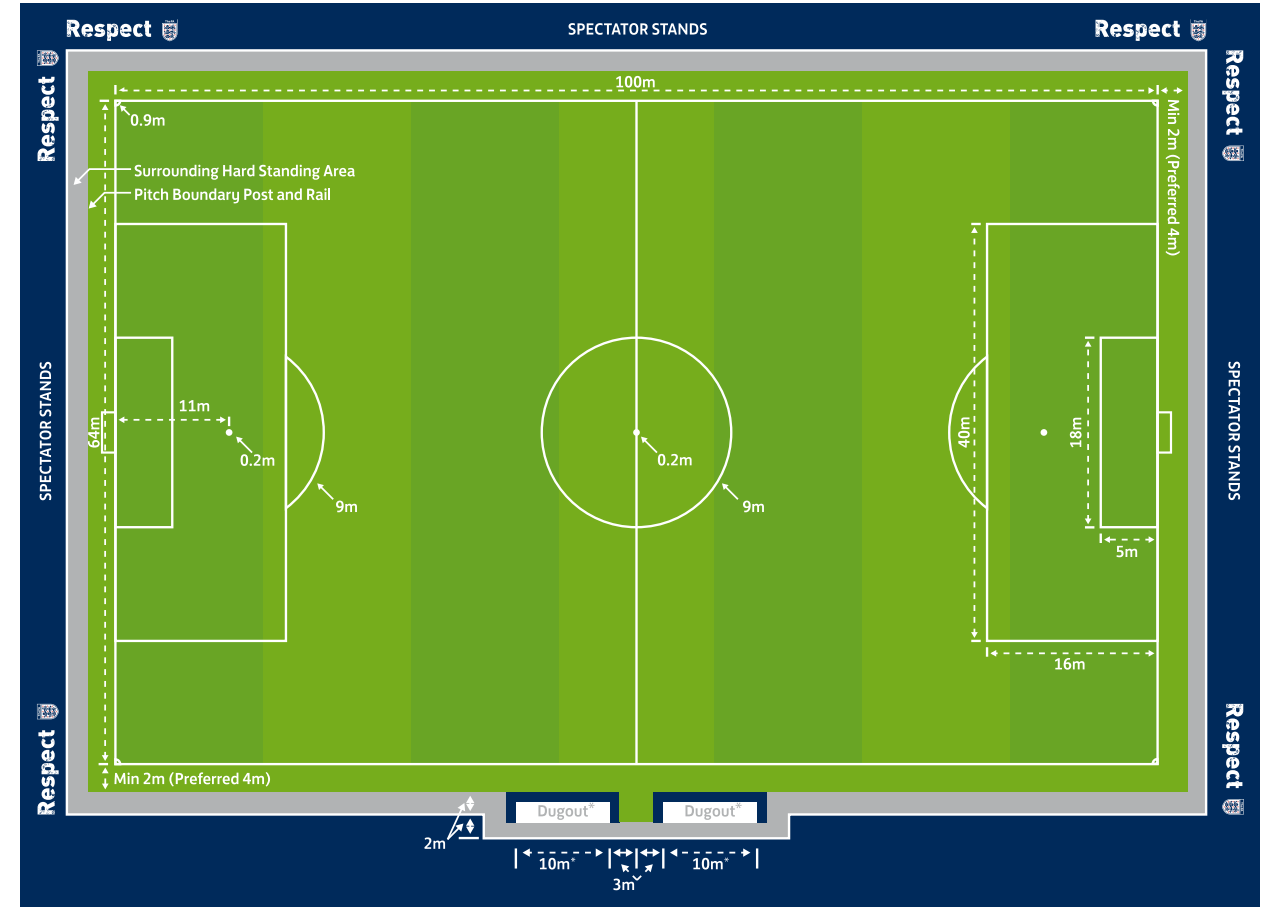 Respect
SPECTATOR STANDS
Respect
Respect
Respect
100m
0.9m
Min 2m (Preferred 4m)
Surrounding Hard Standing Area
Pitch Boundary Post and Rail
SPECTATOR STANDS
64m
11m
0.2m
9m
0.2m
9m
40m
18m
5m
16m
SPECTATOR STANDS
Respect
Respect
Min 2m (Preferred 4m)
Dugout*
Dugout*
2m
10m*
3m
10m*